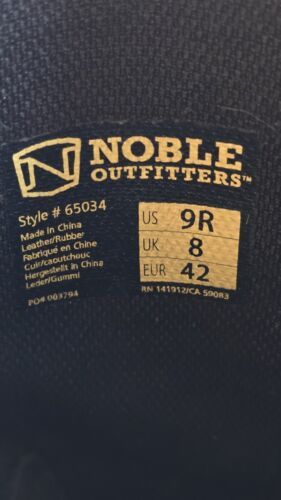 NOBLE
OUTFITTERS™
Style # 65034
Made in China
Leather/Rubber
Fabriqué en Chine
Cuir/caoutchouc
Hergestellt in China
Leder/Gummi
PO# 003794
US 9R
UK 8
EUR 42
RN 141912/CA 59083